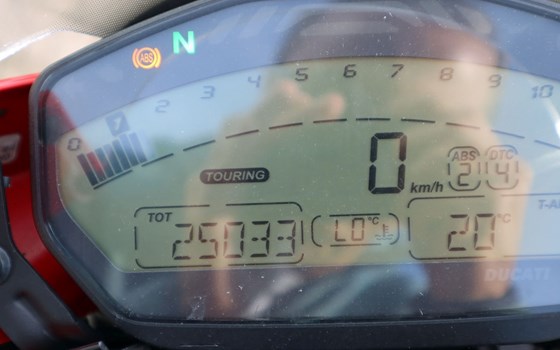 ABS N
0 1 2 3 4 5 6 7 8 9 10
TOURING
0 km/h
ABS DTC
2 4
TOT T-A
25033 LO °C 20 °C
DUCATI